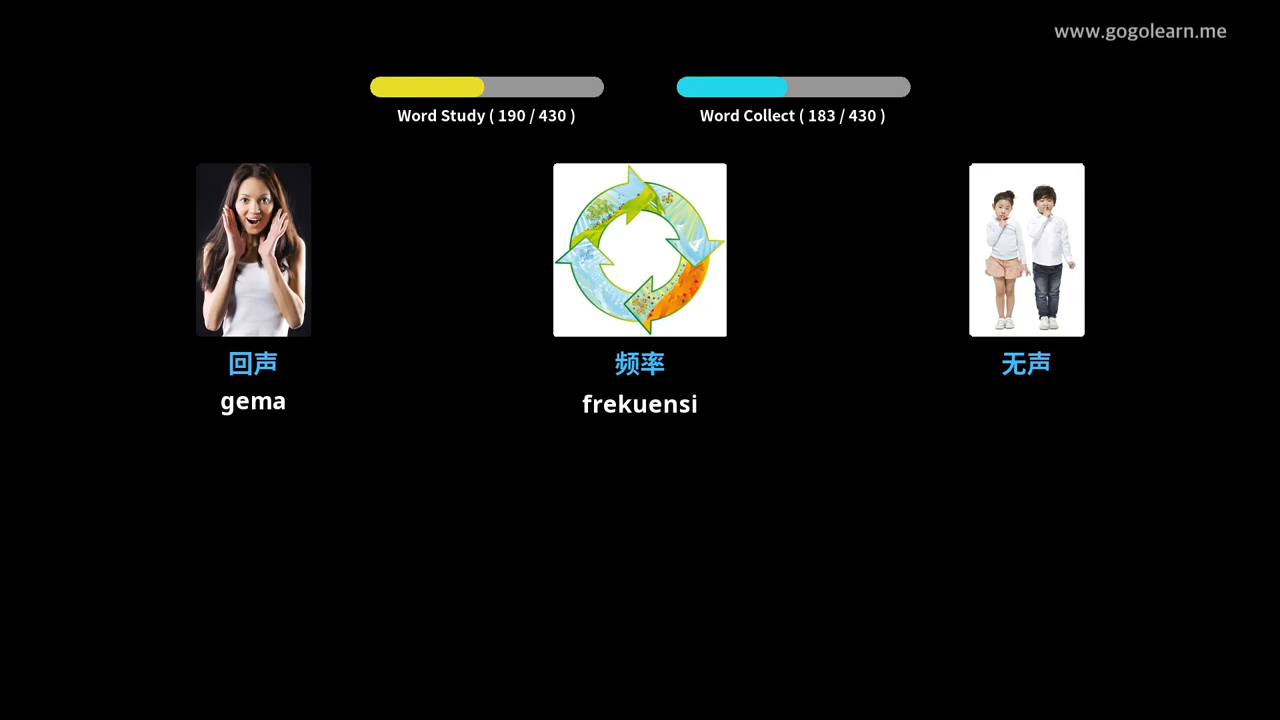 www.gogolearn.me
Word Study ( 190 / 430 )
Word Collect ( 183 / 430 )
回声
频率
无声
gema
frekuensi